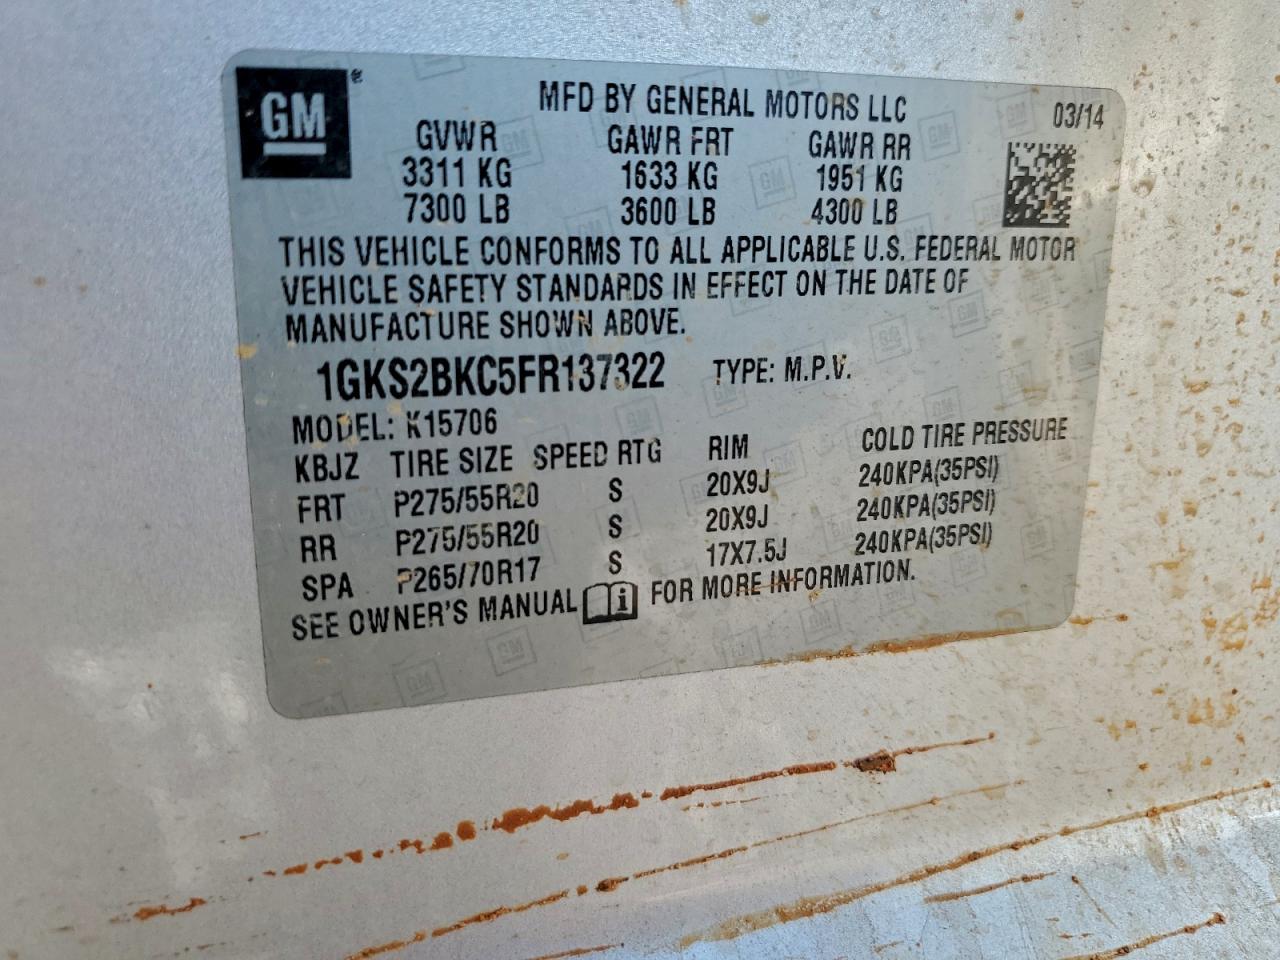 GM ®
MFD BY GENERAL MOTORS LLC 03/14
GVWR GAWR FRT GAWR RR
3311 KG 1633 KG 1951 KG
7300 LB 3600 LB 4300 LB
THIS VEHICLE CONFORMS TO ALL APPLICABLE U.S. FEDERAL MOTOR
VEHICLE SAFETY STANDARDS IN EFFECT ON THE DATE OF
MANUFACTURE SHOWN ABOVE.
1GKS2BKC5FR137322 TYPE: M.P.V.
MODEL: K15706
KBJZ TIRE SIZE SPEED RTG RIM COLD TIRE PRESSURE
FRT P275/55R20 S 20X9J 240KPA(35PSI)
RR P275/55R20 S 20X9J 240KPA(35PSI)
SPA P265/70R17 S 17X7.5J 240KPA(35PSI)
SEE OWNER'S MANUAL i FOR MORE INFORMATION.